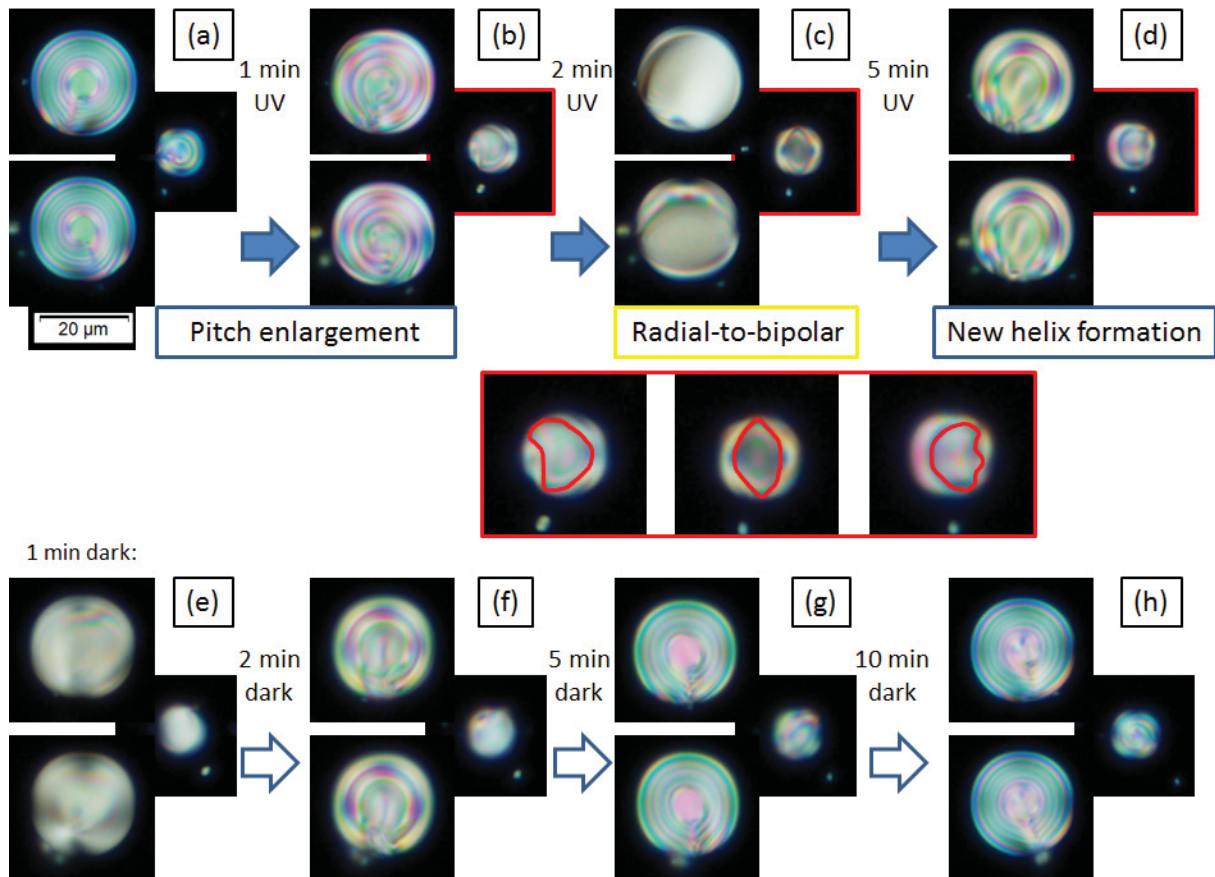 (a)
1 min
UV
(b)
2 min
UV
(c)
5 min
UV
(d)
20 µm
Pitch enlargement
Radial-to-bipolar
New helix formation
1 min dark:
(e)
2 min
dark
(f)
5 min
dark
(g)
10 min
dark
(h)